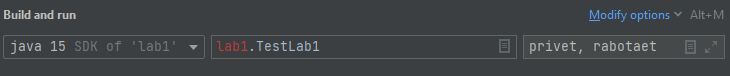 Build and run
Modify options Alt+M
java 15 SDK of 'lab1' lab1.TestLab1 privet, rabotaet